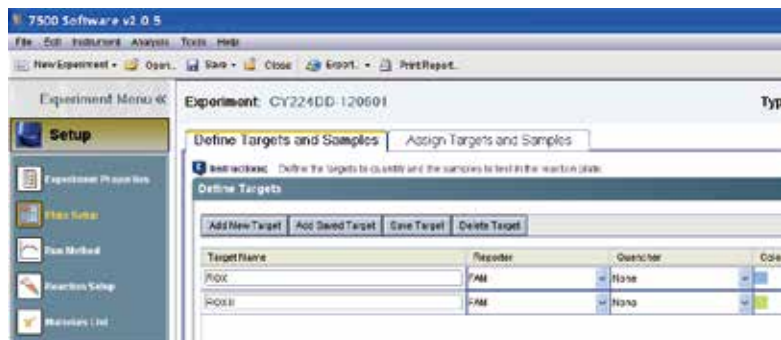 7500 Software v2.0.5
File Edit Instrument Analysis Tools Help
New Experiment Open... Save Close Export... Print Report...
Experiment Menu «
Experiment: CY224DD-120601
Typ
Setup
Define Targets and Samples
Assign Targets and Samples
Instructions: Define the targets to quantify and the samples to test in the reaction plate.
Experiment Properties
Define Targets
Plate Setup
Add New Target Add Saved Target Save Target Delete Target
Run Method
Target Name Reporter Quencher Colo
Reaction Setup
ROX FAM None
ROX II FAM None
Materials List